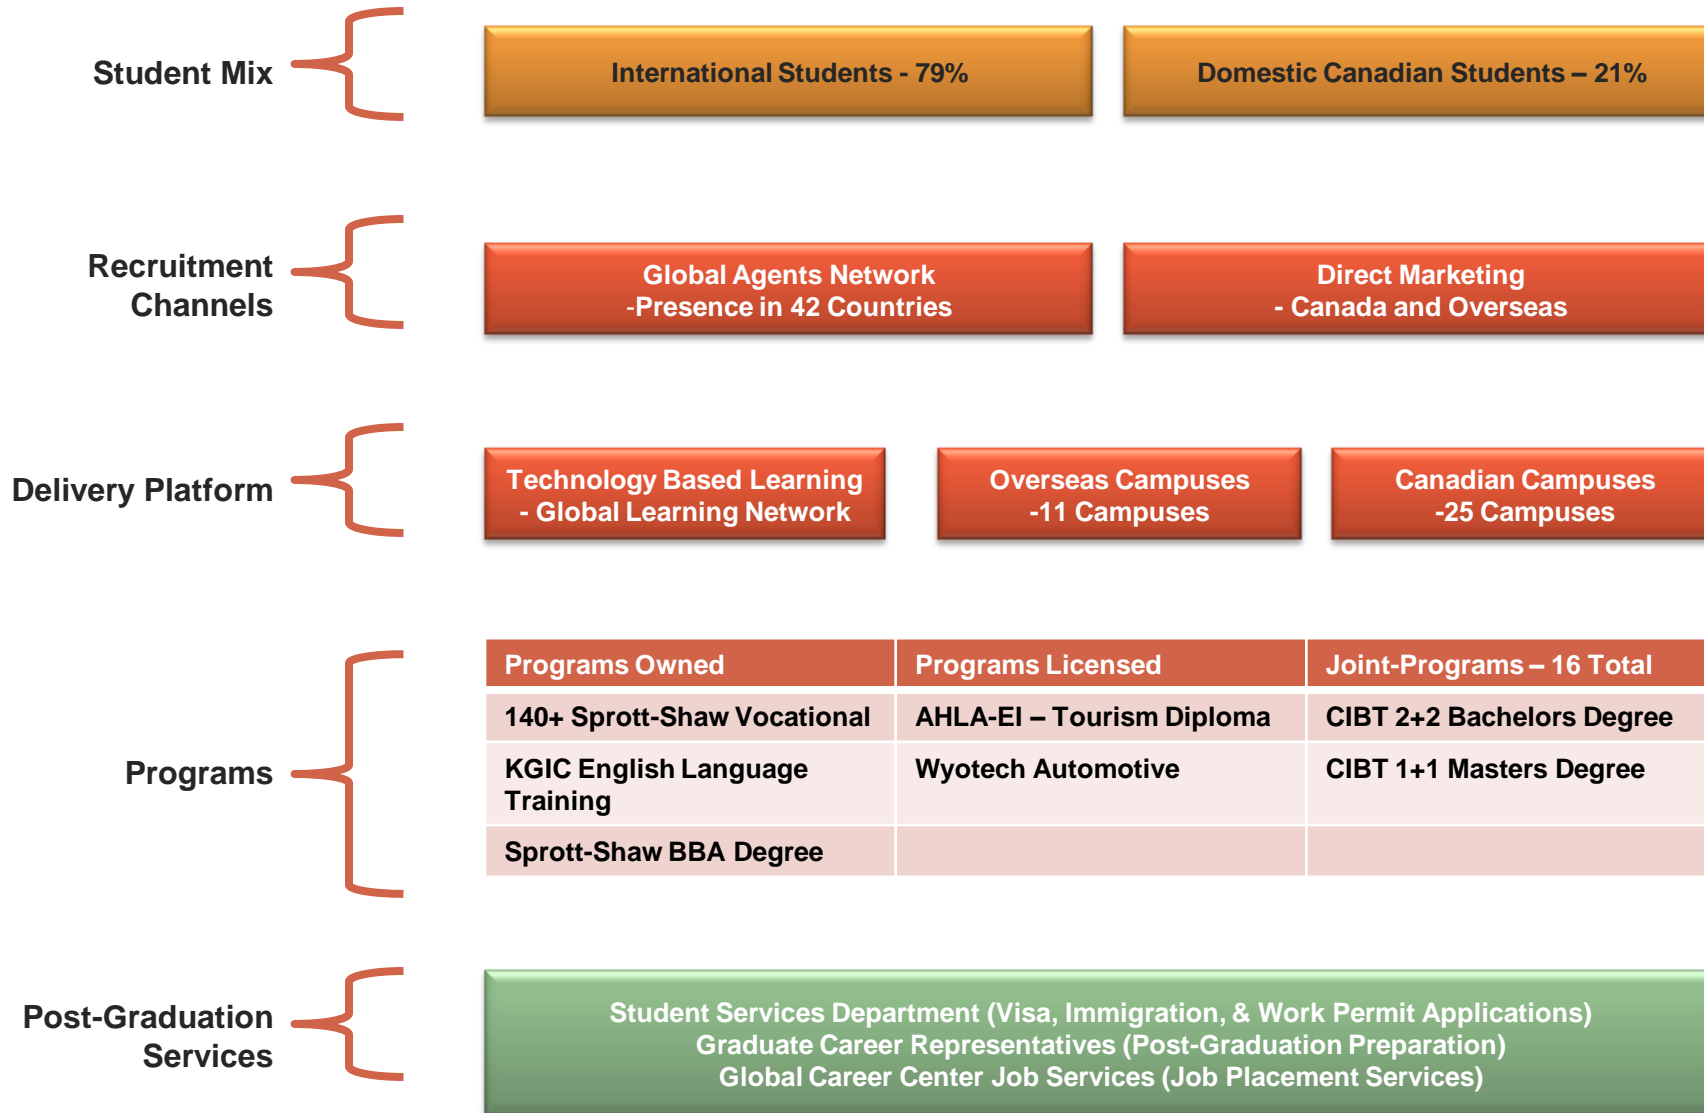 Student Mix
International Students - 79%
Domestic Canadian Students – 21%
Recruitment
Channels
Global Agents Network
-Presence in 42 Countries
Direct Marketing
- Canada and Overseas
Delivery Platform
Technology Based Learning
- Global Learning Network
Overseas Campuses
-11 Campuses
Canadian Campuses
-25 Campuses
Programs
Programs Owned
Programs Licensed
Joint-Programs – 16 Total
140+ Sprott-Shaw Vocational
AHLA-EI – Tourism Diploma
CIBT 2+2 Bachelors Degree
KGIC English Language
Training
Wyotech Automotive
CIBT 1+1 Masters Degree
Sprott-Shaw BBA Degree
Post-Graduation
Services
Student Services Department (Visa, Immigration, & Work Permit Applications)
Graduate Career Representatives (Post-Graduation Preparation)
Global Career Center Job Services (Job Placement Services)